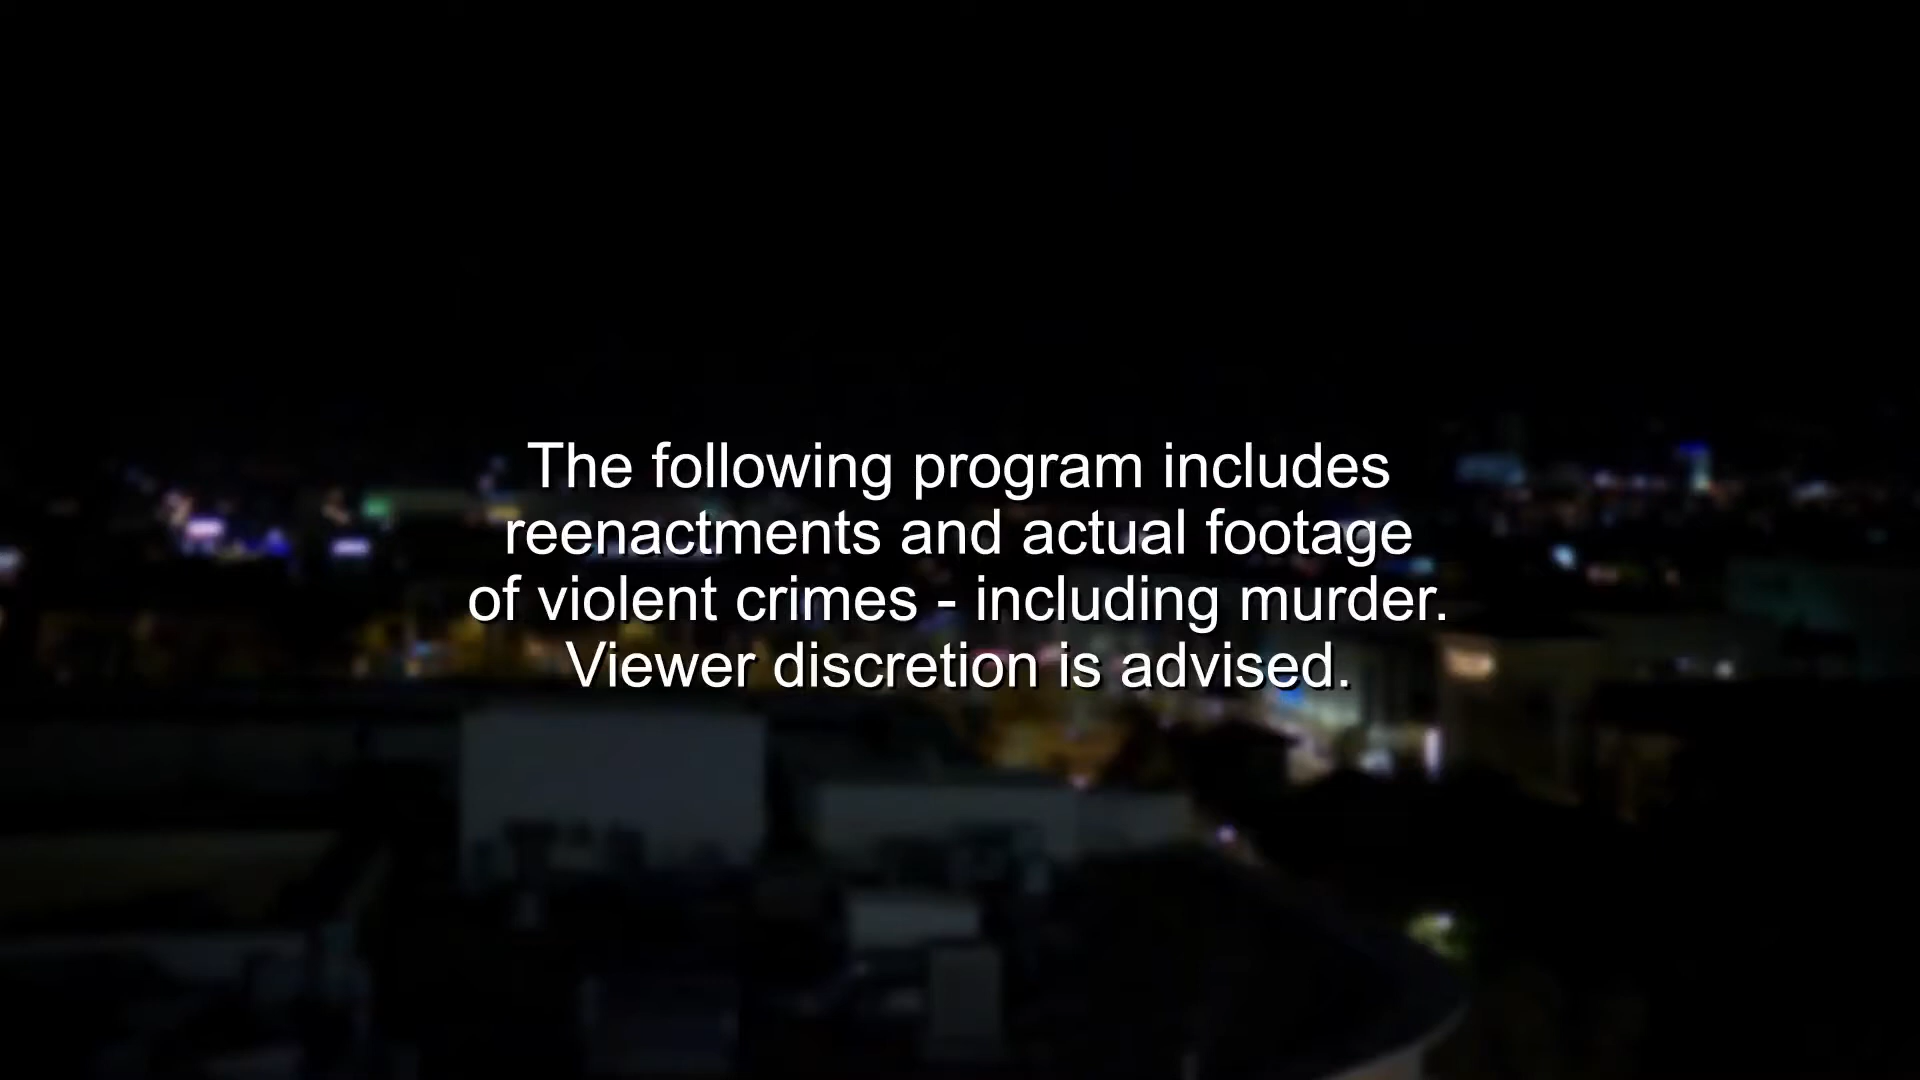 The following program includes
reenactments and actual footage
of violent crimes - including murder.
Viewer discretion is advised.